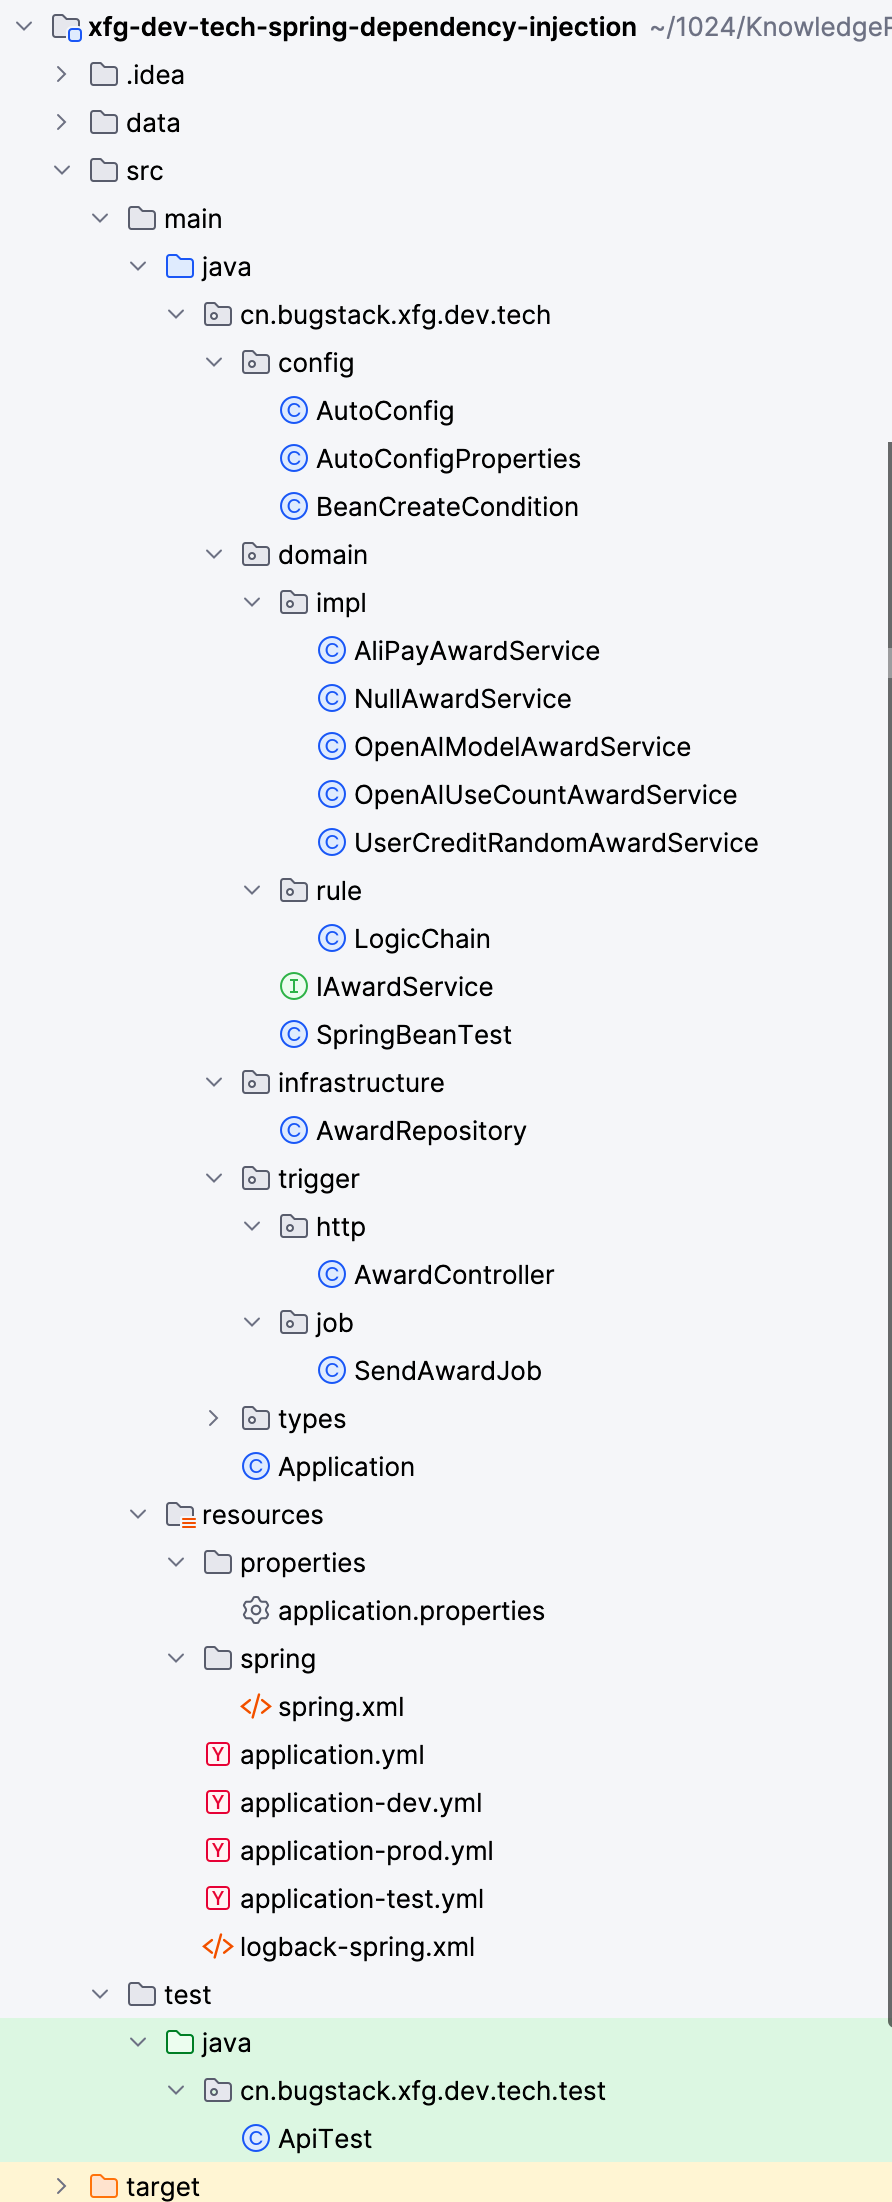 xfg-dev-tech-spring-dependency-injection ~/1024/Knowledge
.idea
data
src
main
java
cn.bugstack.xfg.dev.tech
config
AutoConfig
AutoConfigProperties
BeanCreateCondition
domain
impl
AliPayAwardService
NullAwardService
OpenAIModelAwardService
OpenAIUseCountAwardService
UserCreditRandomAwardService
rule
LogicChain
IAwardService
SpringBeanTest
infrastructure
AwardRepository
trigger
http
AwardController
job
SendAwardJob
types
Application
resources
properties
application.properties
spring
spring.xml
application.yml
application-dev.yml
application-prod.yml
application-test.yml
logback-spring.xml
test
java
cn.bugstack.xfg.dev.tech.test
ApiTest
target